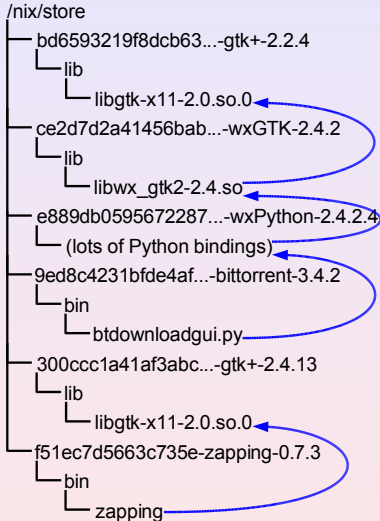 /nix/store
bd6593219f8dcb63...-gtk+-2.2.4
lib
libgtk-x11-2.0.so.0
ce2d7d2a41456bab...-wxGTK-2.4.2
lib
libwx_gtk2-2.4.so
e889db0595672287...-wxPython-2.4.2.4
(lots of Python bindings)
9ed8c4231bfde4af...-bittorrent-3.4.2
bin
btdownloadgui.py
300ccc1a41af3abc...-gtk+-2.4.13
lib
libgtk-x11-2.0.so.0
f51ec7d5663c735e-zapping-0.7.3
bin
zapping